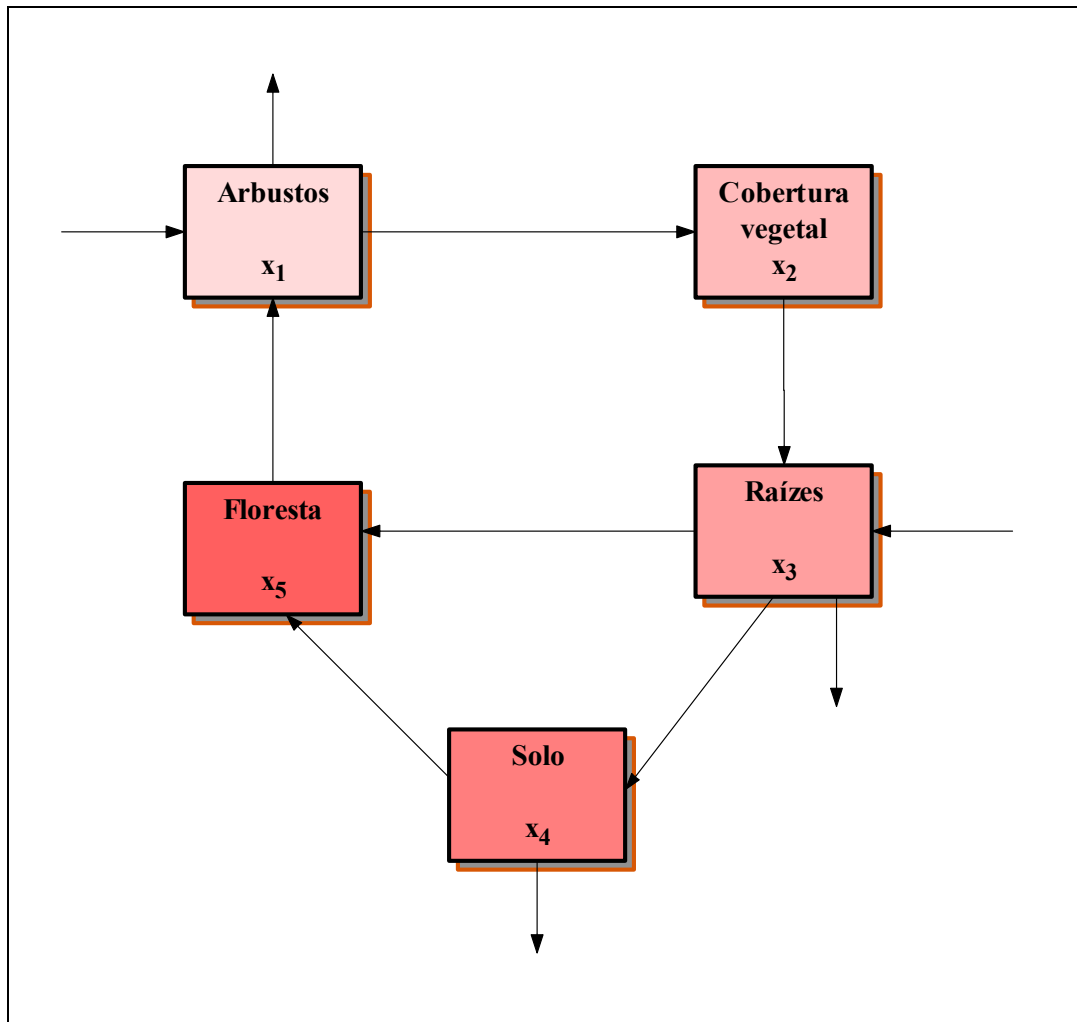 Arbustos
x1
Cobertura
vegetal
x2
Floresta
x5
Raízes
x3
Solo
x4